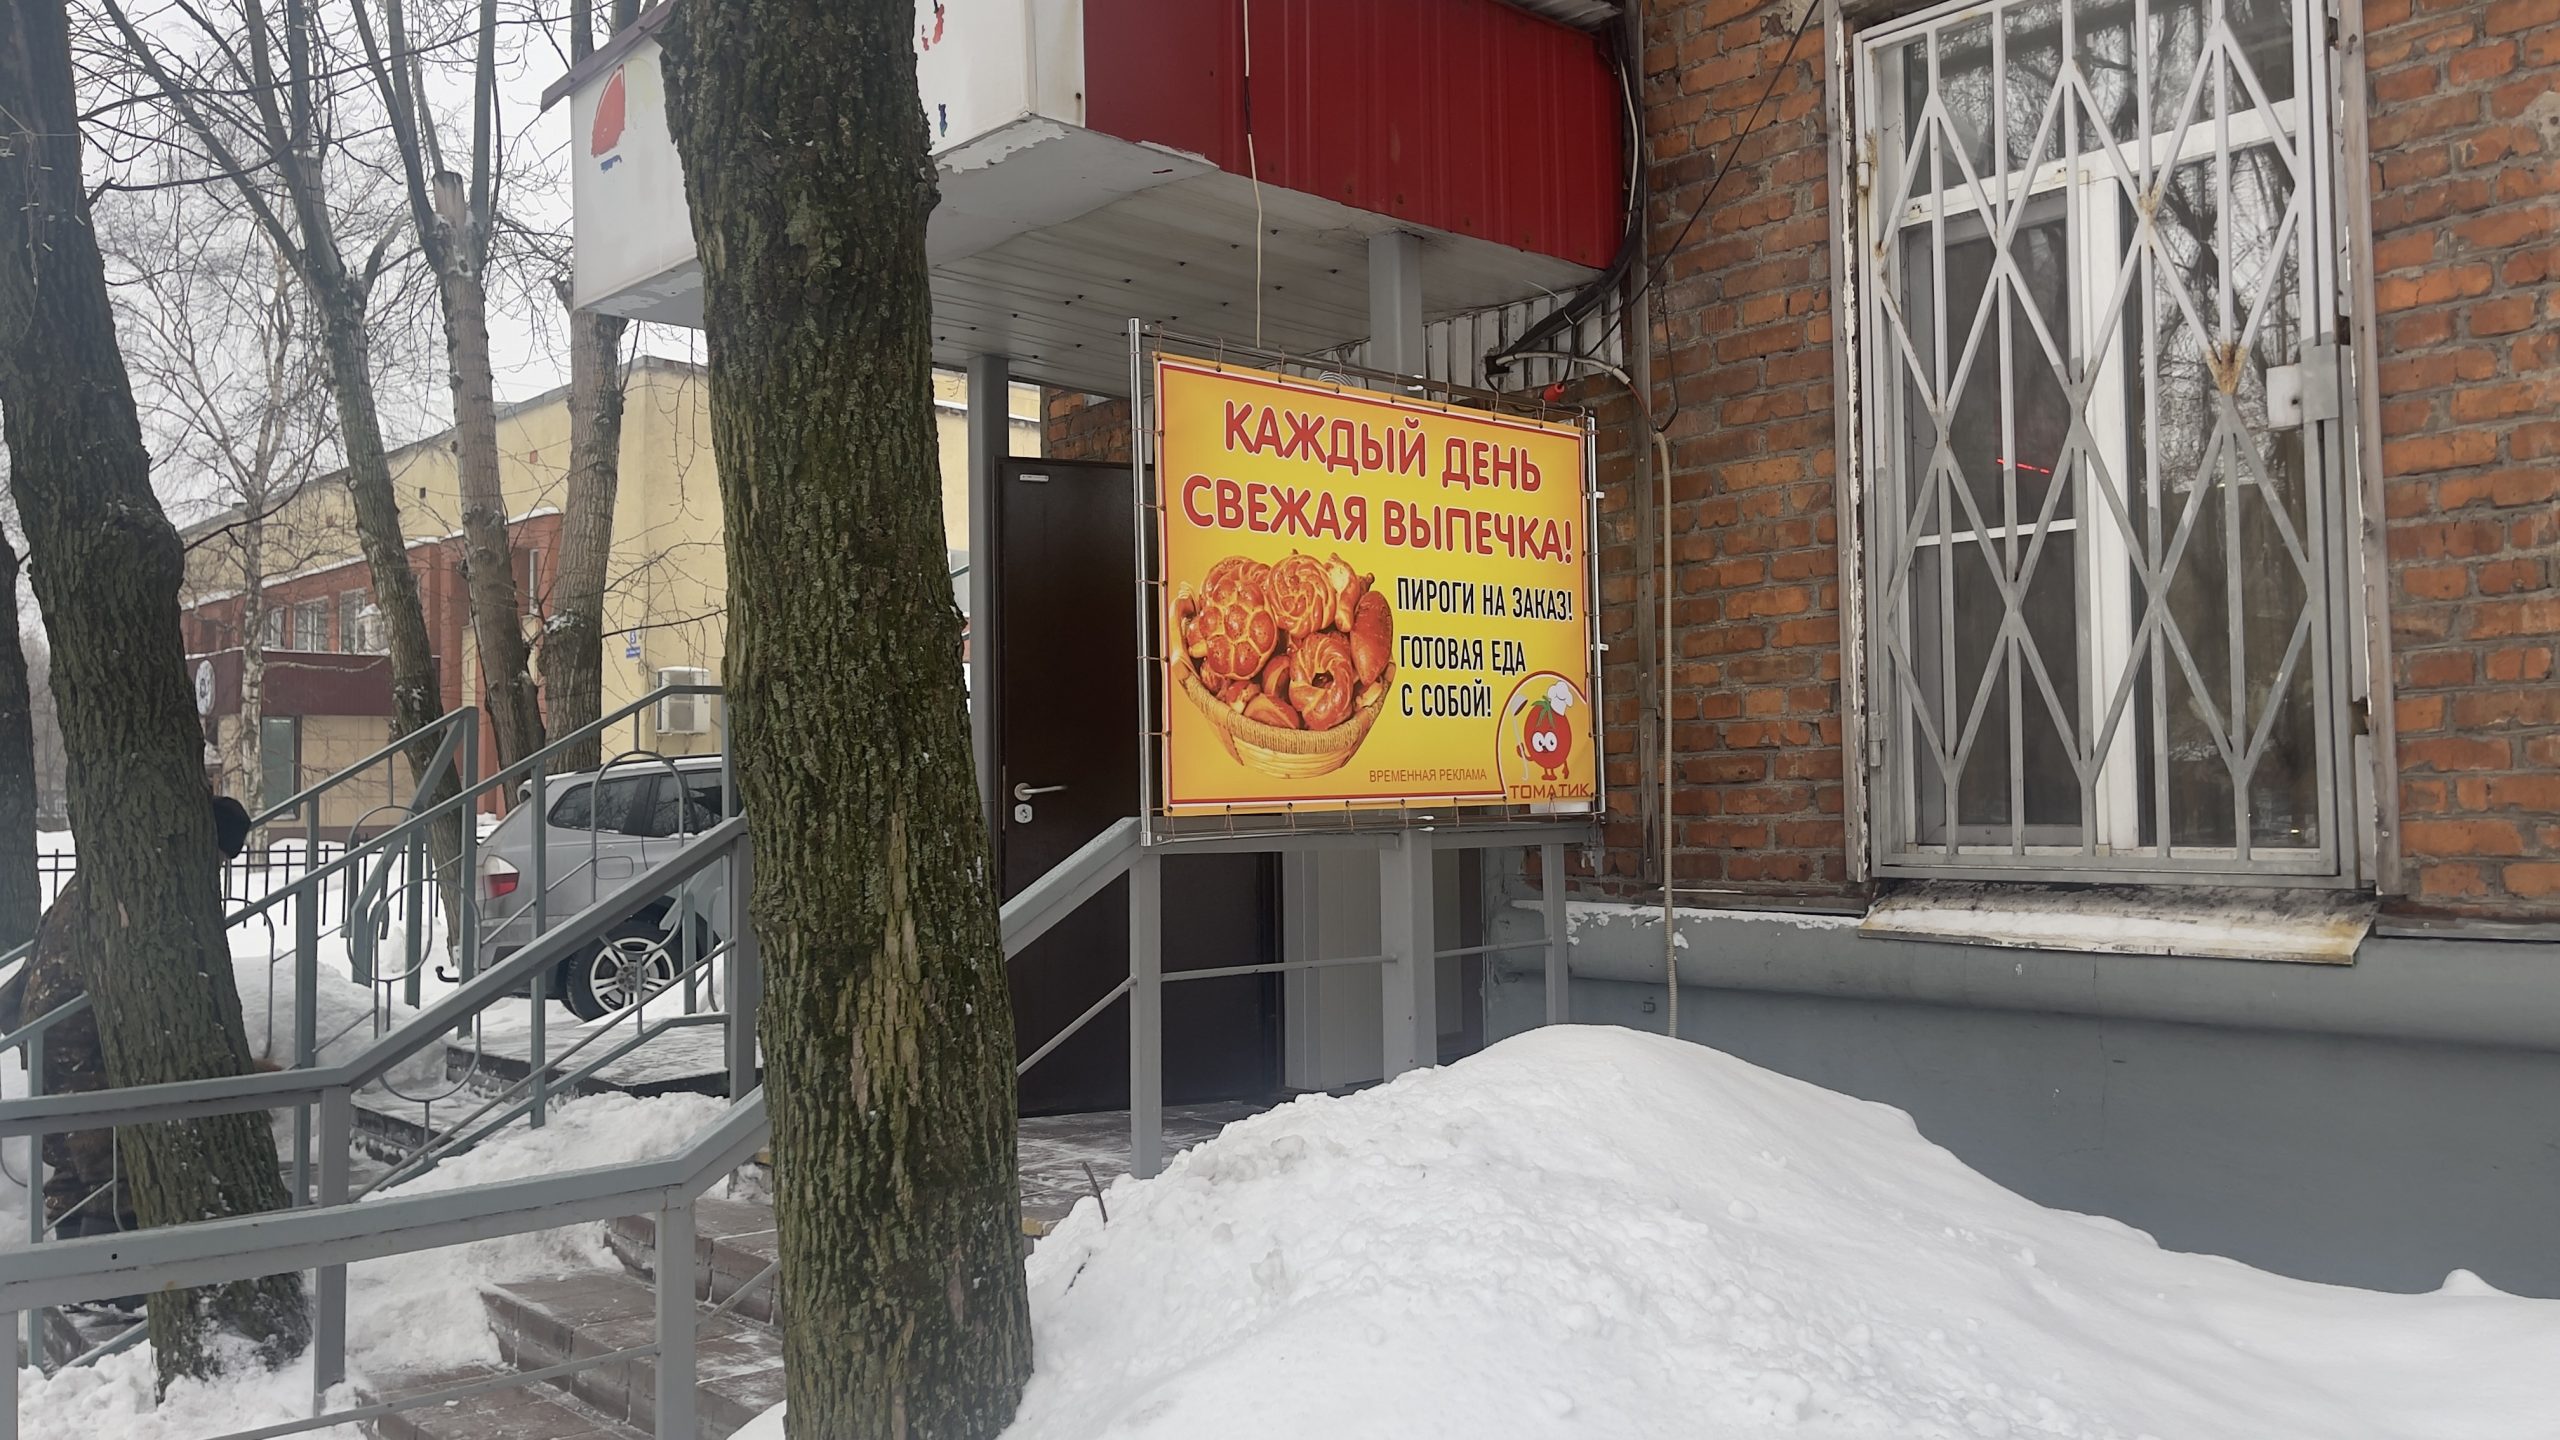 КАЖДЫЙ ДЕНЬ
СВЕЖАЯ ВЫПЕЧКА!
ПИРОГИ НА ЗАКАЗ!
ГОТОВАЯ ЕДА
С СОБОЙ!
ВРЕМЕННАЯ РЕКЛАМА
ТОМАТИК